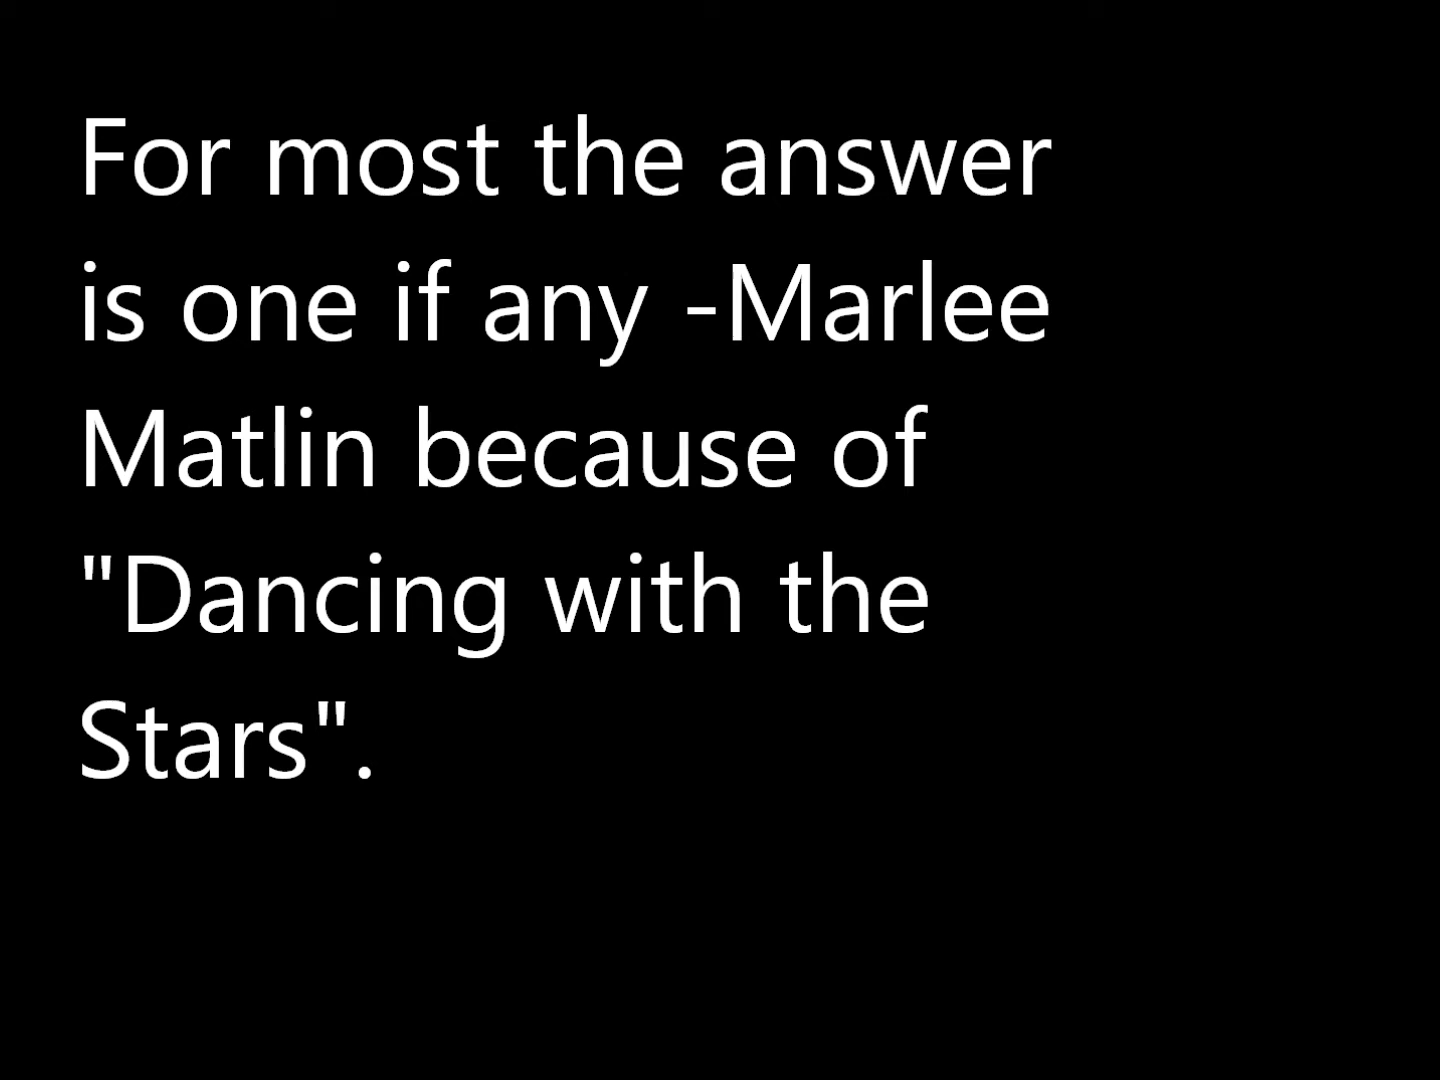 For most the answer
is one if any -Marlee
Matlin because of
"Dancing with the
Stars".